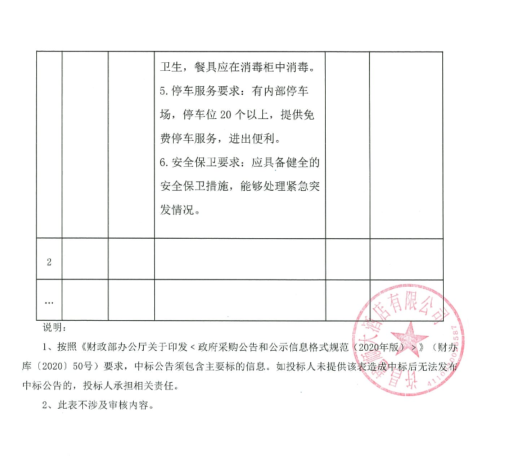 卫生，餐具应在消毒柜中消毒。
5.停车服务要求：有内部停车
场，停车位 20 个以上，提供免
费停车服务，进出便利。
6.安全保卫要求：应具备健全的
安全保卫措施，能够处理紧急突
发情况。
2
...
说明：
1、按照《财政部办公厅关于印发＜政府采购公告和公示信息格式规范（2020年版）＞》（财办
库〔2020〕50号）要求，中标公告须包含主要标的信息。如投标人未提供该表造成中标后无法发布
中标公告的，投标人承担相关责任。
2、此表不涉及审核内容。
大酒店有限公司